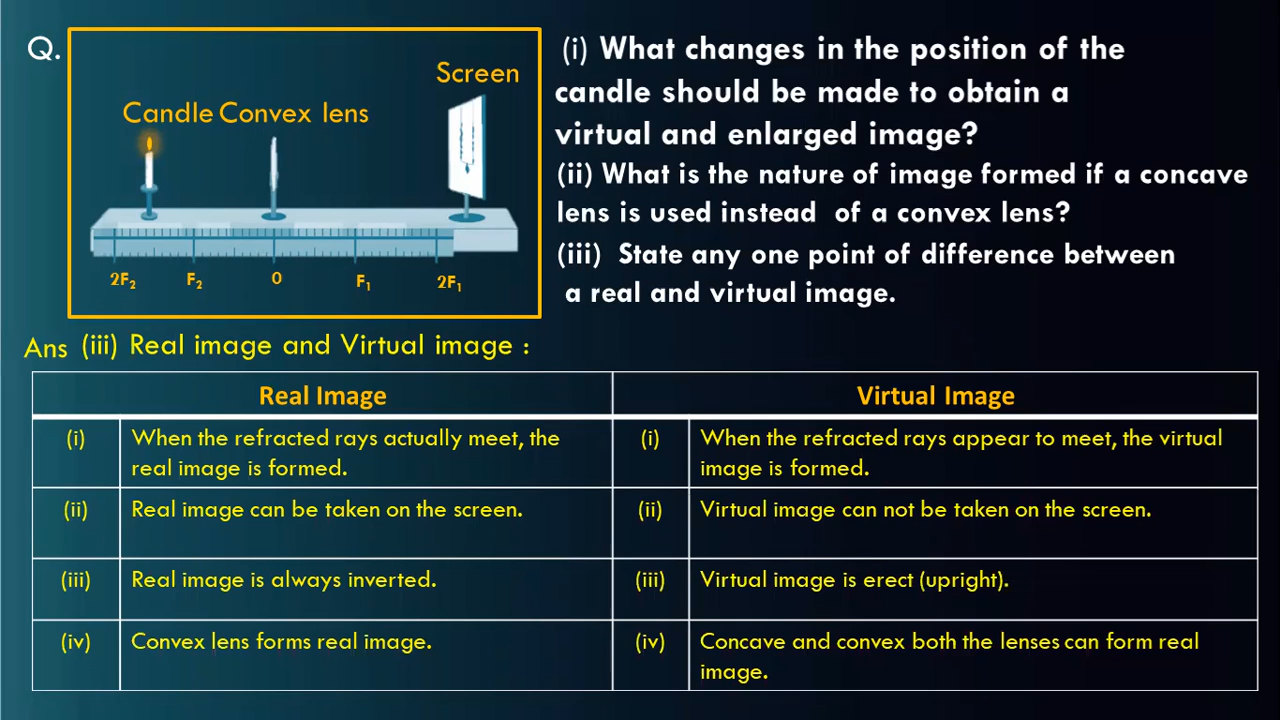 Q.
Screen
Candle Convex lens
2F₂ F₂ 0 F₁ 2F₁
(i) What changes in the position of the
candle should be made to obtain a
virtual and enlarged image?
(ii) What is the nature of image formed if a concave
lens is used instead of a convex lens?
(iii) State any one point of difference between
a real and virtual image.
Ans (iii) Real image and Virtual image :
Real Image Virtual Image
(i) When the refracted rays actually meet, the
real image is formed.
(i) When the refracted rays appear to meet, the virtual
image is formed.
(ii) Real image can be taken on the screen.
(ii) Virtual image can not be taken on the screen.
(iii) Real image is always inverted.
(iii) Virtual image is erect (upright).
(iv) Convex lens forms real image.
(iv) Concave and convex both the lenses can form real
image.